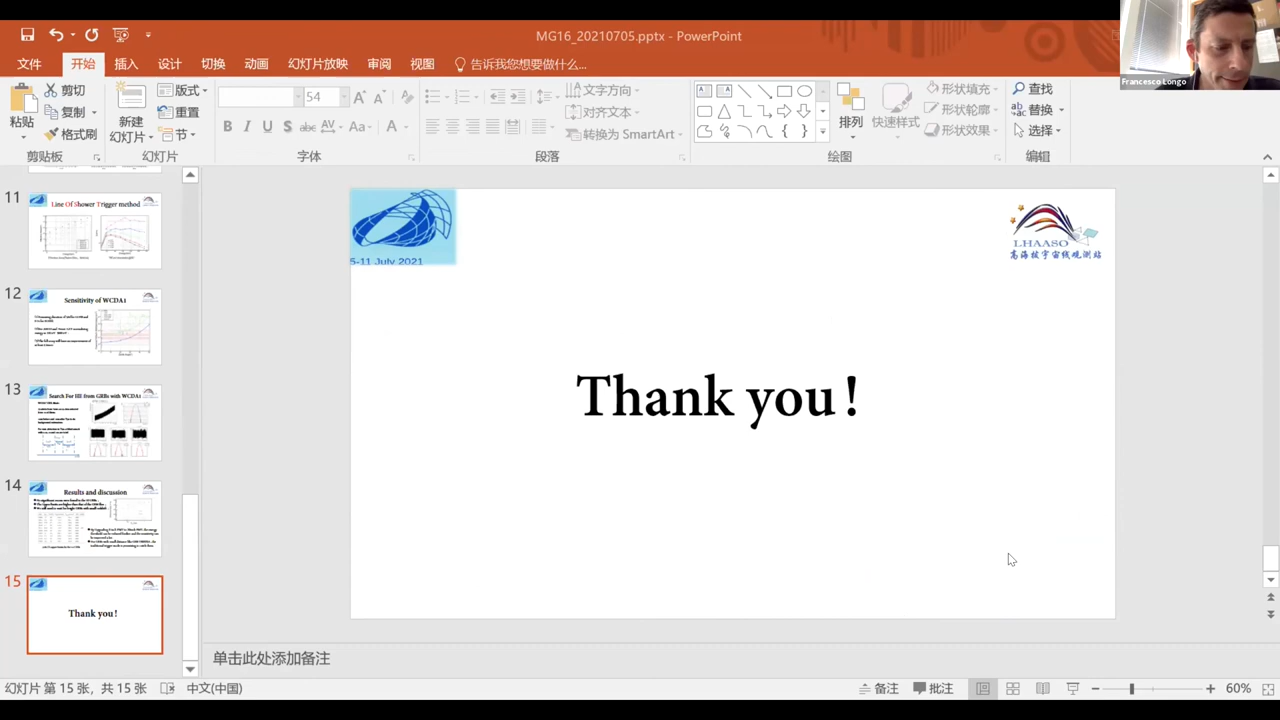 MG16_20210705.pptx - PowerPoint
Francesco Longo
文件 开始 插入 设计 切换 动画 幻灯片放映 审阅 视图 告诉我您想要做什么...
粘贴
剪切
复制
格式刷
剪贴板
新建
幻灯片
版式
重置
节
幻灯片
54
B I U S abc AV Aa A
字体
文字方向
对齐文本
转换为 SmartArt
段落
排列
快速样式
形状填充
形状轮廓
形状效果
绘图
查找
替换
选择
编辑
11
Line Of Shower Trigger method
12
Sensitivity of WCDA1
13
Search For HE from GRBs with WCDA1
14
Results and discussion
15
Thank you!
5-11 July 2021
LHAASO
高海拔宇宙线观测站
Thank you!
单击此处添加备注
幻灯片 第 15 张，共 15 张 中文(中国) 备注 批注 60%